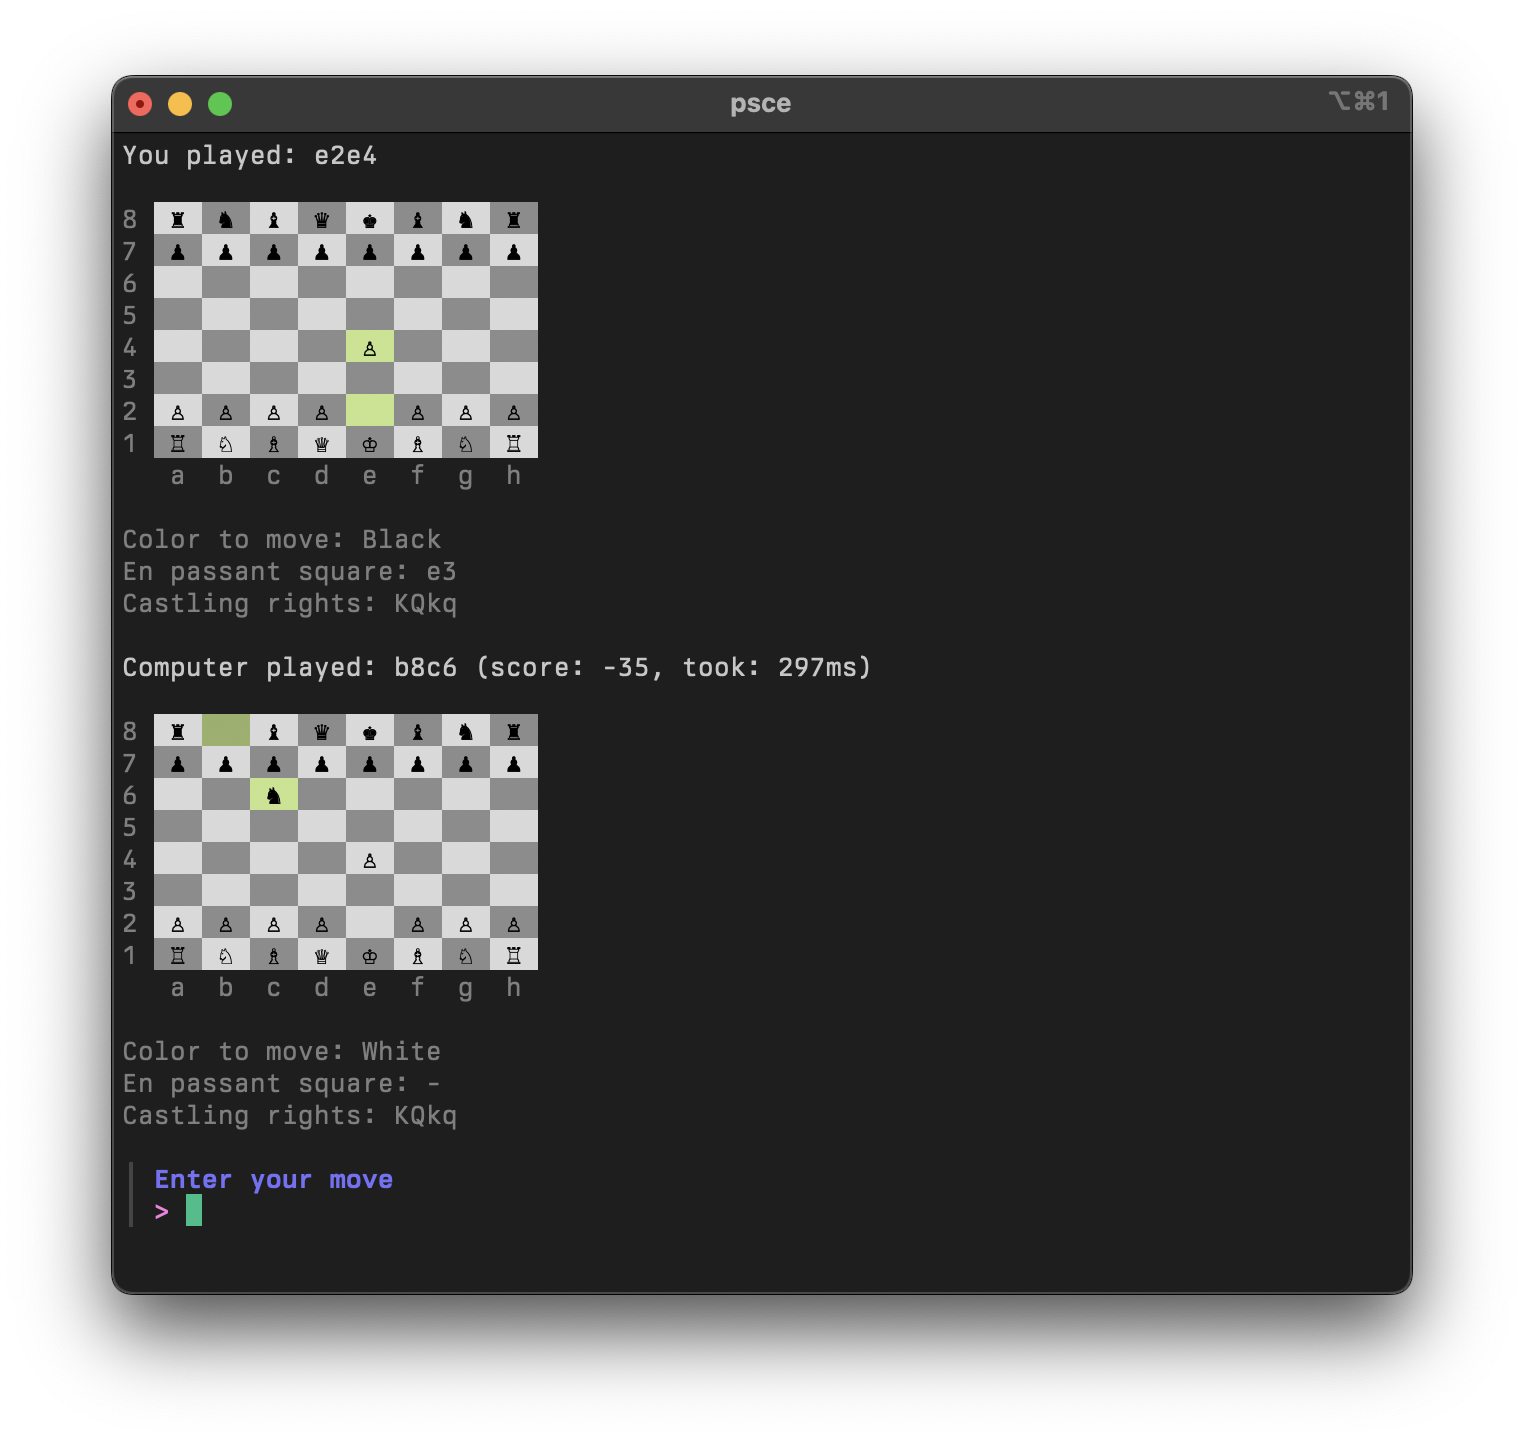 psce ⌥⌘1
You played: e2e4
8 ♜ ♞ ♝ ♛ ♚ ♝ ♞ ♜
7 ♟ ♟ ♟ ♟ ♟ ♟ ♟ ♟
6
5
4 ♙
3
2 ♙ ♙ ♙ ♙ ♙ ♙ ♙
1 ♖ ♘ ♗ ♕ ♔ ♗ ♘ ♖
a b c d e f g h
Color to move: Black
En passant square: e3
Castling rights: KQkq
Computer played: b8c6 (score: -35, took: 297ms)
8 ♜ ♝ ♛ ♚ ♝ ♞ ♜
7 ♟ ♟ ♟ ♟ ♟ ♟ ♟ ♟
6 ♞
5
4 ♙
3
2 ♙ ♙ ♙ ♙ ♙ ♙ ♙
1 ♖ ♘ ♗ ♕ ♔ ♗ ♘ ♖
a b c d e f g h
Color to move: White
En passant square: -
Castling rights: KQkq
Enter your move
>